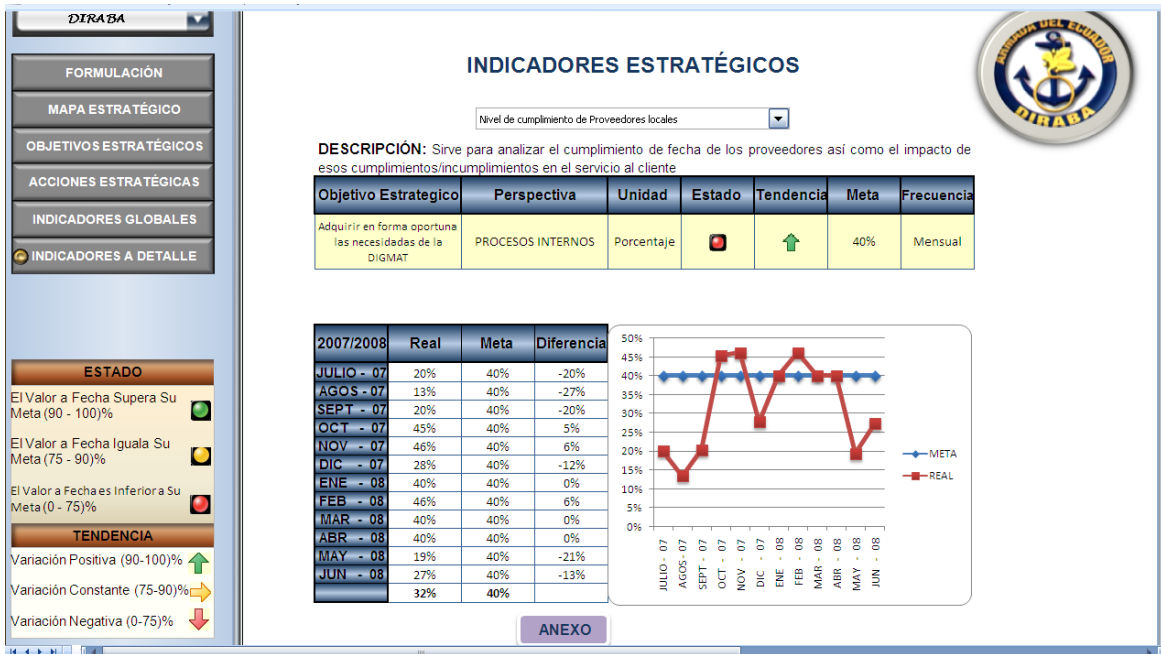 DIRABA
FORMULACIÓN
MAPA ESTRATÉGICO
OBJETIVOS ESTRATÉGICOS
ACCIONES ESTRATÉGICAS
INDICADORES GLOBALES
INDICADORES A DETALLE
ESTADO
El Valor a Fecha Supera Su
Meta (90 - 100)%
El Valor a Fecha Iguala Su
Meta (75 - 90)%
El Valor a Fecha es Inferior a Su
Meta (0 - 75)%
TENDENCIA
Variación Positiva (90-100)%
Variación Constante (75-90)%
Variación Negativa (0-75)%
INDICADORES ESTRATÉGICOS
ARMADA DEL ECUADOR
DIRABA
Nivel de cumplimiento de Proveedores locales
DESCRIPCIÓN: Sirve para analizar el cumplimiento de fecha de los proveedores así como el impacto de
esos cumplimientos/incumplimientos en el servicio al cliente
Objetivo Estrategico Perspectiva Unidad Estado Tendencia Meta Frecuencia
Adquirir en forma oportuna
las necesidadas de la
DIGMAT
PROCESOS INTERNOS Porcentaje 40% Mensual
2007/2008 Real Meta Diferencia
JULIO - 07 20% 40% -20%
AGOS - 07 13% 40% -27%
SEPT - 07 20% 40% -20%
OCT - 07 45% 40% 5%
NOV - 07 46% 40% 6%
DIC - 07 28% 40% -12%
ENE - 08 40% 40% 0%
FEB - 08 46% 40% 6%
MAR - 08 40% 40% 0%
ABR - 08 40% 40% 0%
MAY - 08 19% 40% -21%
JUN - 08 27% 40% -13%
32% 40%
50%
45%
40%
35%
30%
25%
20%
15%
10%
5%
0%
JULIO - 07
AGOS - 07
SEPT - 07
OCT - 07
NOV - 07
DIC - 07
ENE - 08
FEB - 08
MAR - 08
ABR - 08
MAY - 08
JUN - 08
META
REAL
ANEXO